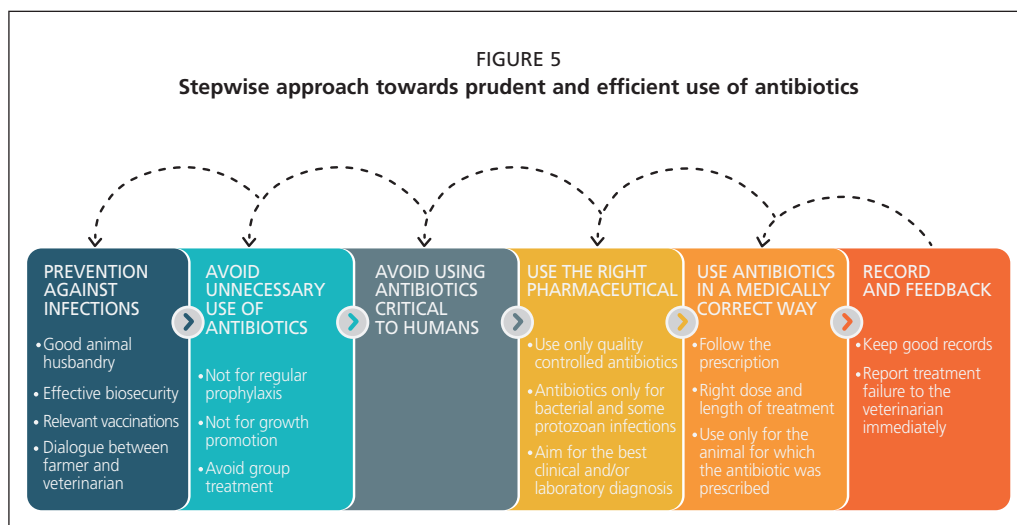 FIGURE 5
Stepwise approach towards prudent and efficient use of antibiotics
PREVENTION
AGAINST
INFECTIONS
• Good animal
husbandry
• Effective biosecurity
• Relevant vaccinations
• Dialogue between
farmer and
veterinarian
AVOID
UNNECESSARY
USE OF
ANTIBIOTICS
• Not for regular
prophylaxis
• Not for growth
promotion
• Avoid group
treatment
AVOID USING
ANTIBIOTICS
CRITICAL
TO HUMANS
USE THE RIGHT
PHARMACEUTICAL
• Use only quality
controlled antibiotics
• Antibiotics only for
bacterial and some
protozoan infections
• Aim for the best
clinical and/or
laboratory diagnosis
USE ANTIBIOTICS
IN A MEDICALLY
CORRECT WAY
• Follow the
prescription
• Right dose and
length of treatment
• Use only for the
animal for which
the antibiotic was
prescribed
RECORD
AND FEEDBACK
• Keep good records
• Report treatment
failure to the
veterinarian
immediately